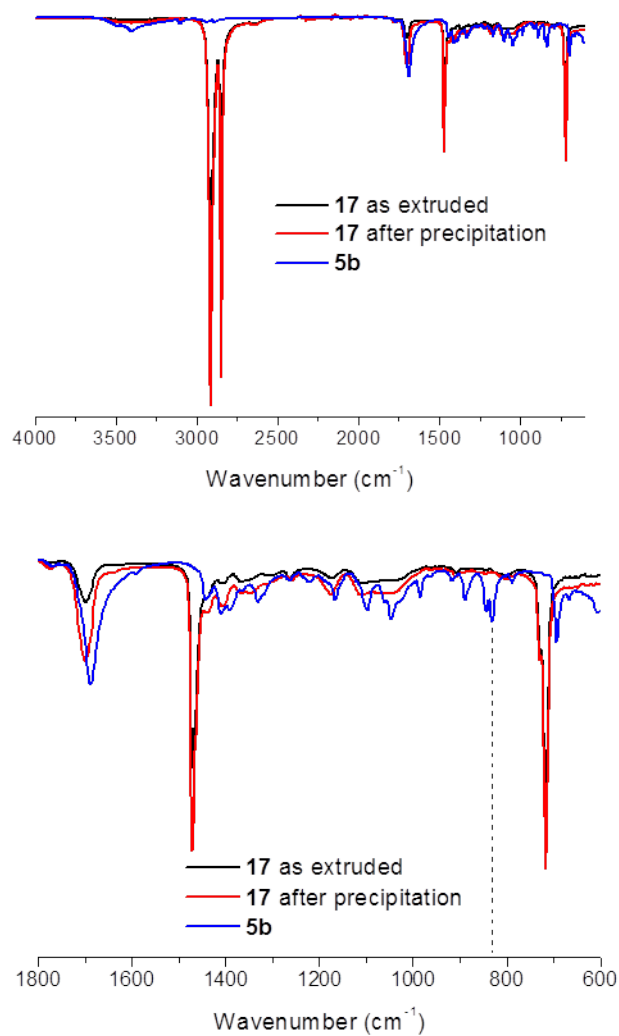 17 as extruded
17 after precipitation
5b
4000 3500 3000 2500 2000 1500 1000
Wavenumber (cm⁻¹)
17 as extruded
17 after precipitation
5b
1800 1600 1400 1200 1000 800 600
Wavenumber (cm⁻¹)